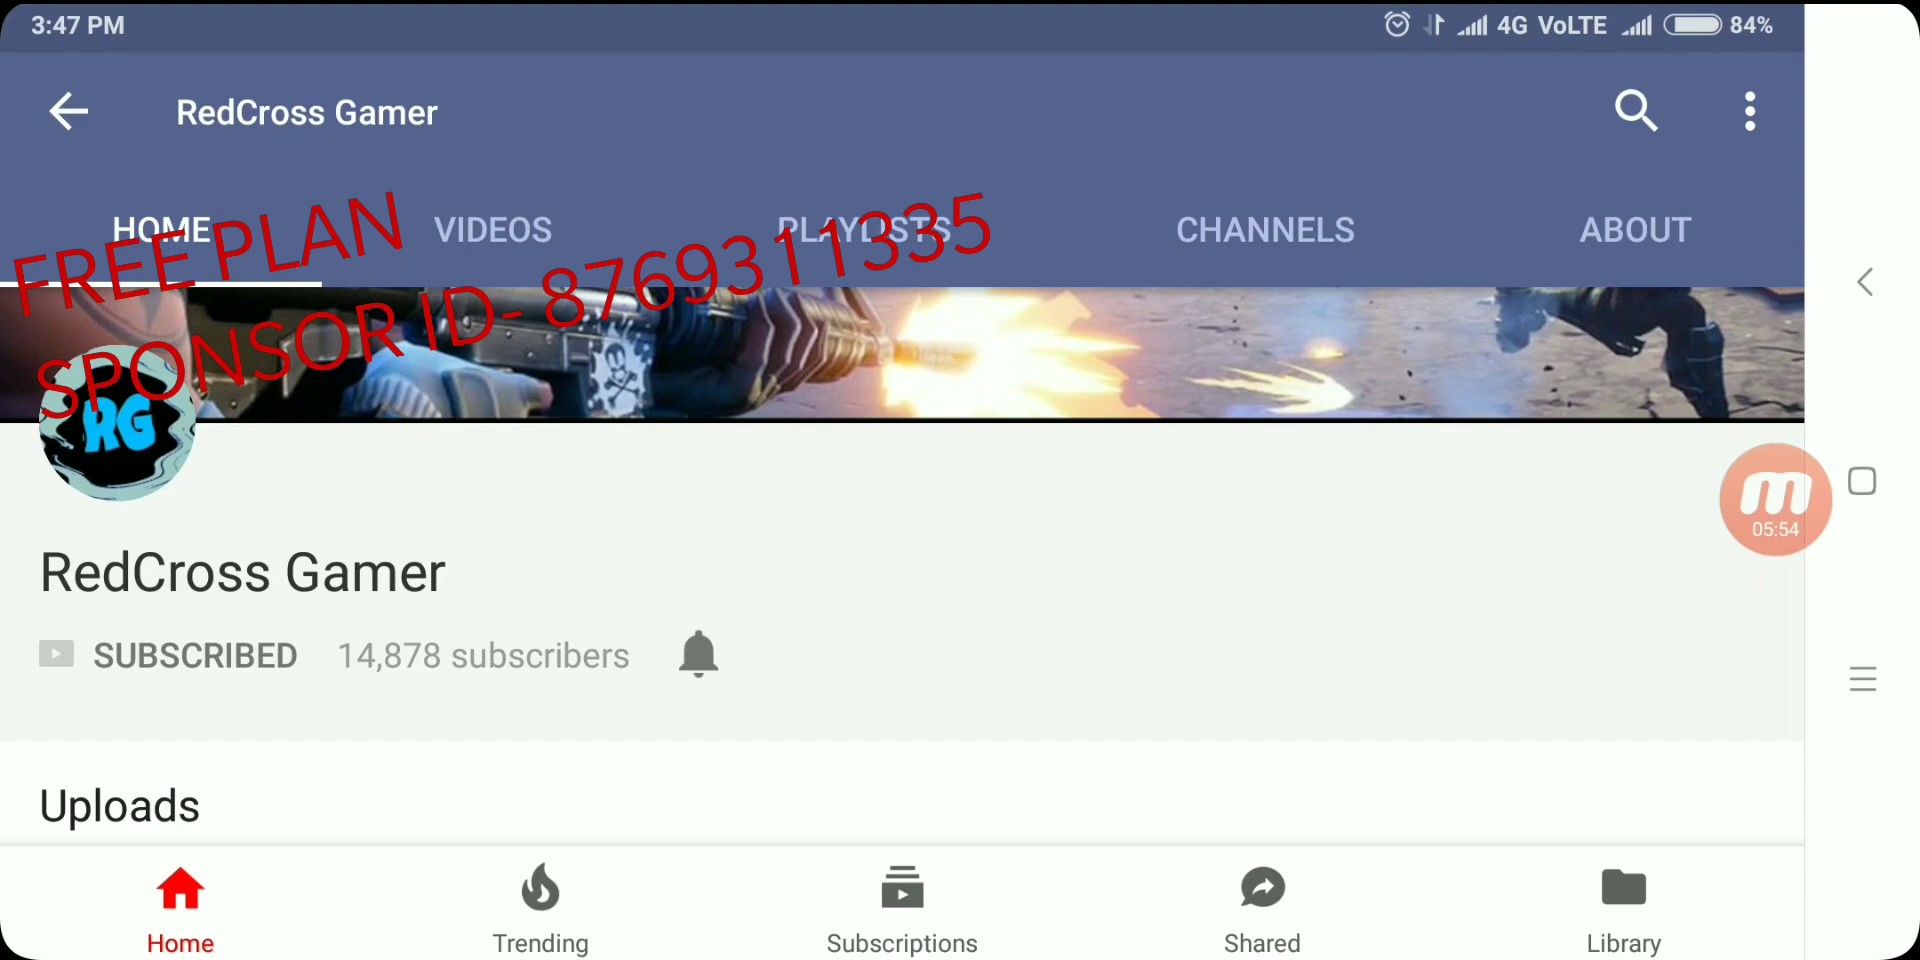 3:47 PM
4G VoLTE 84%
RedCross Gamer
HOME VIDEOS PLAYLISTS CHANNELS ABOUT
FREE PLAN
SPONSOR ID- 8769311335
RG
05:54
RedCross Gamer
SUBSCRIBED 14,878 subscribers
Uploads
Home Trending Subscriptions Shared Library